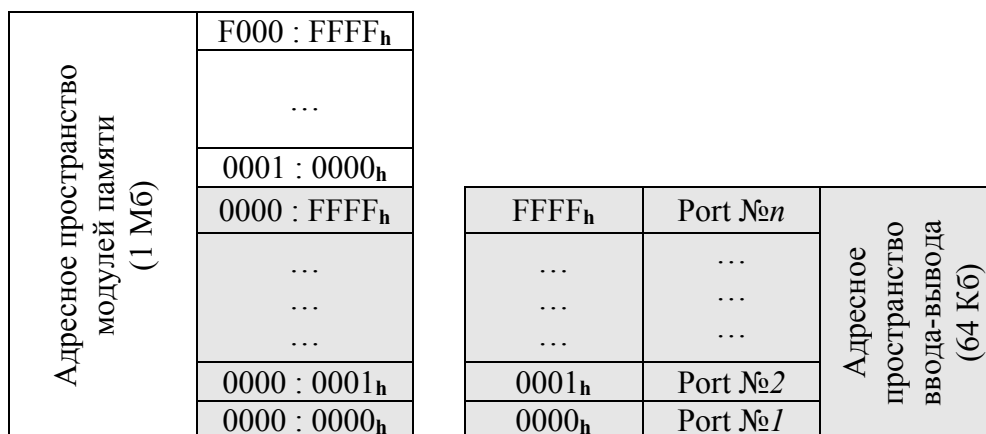 Адресное пространство
модулей памяти
(1 Мб)
F000 : FFFFh
…
0001 : 0000h
0000 : FFFFh
…
…
…
0000 : 0001h
0000 : 0000h
FFFFh
Port №n
…
…
…
…
…
…
0001h
Port №2
0000h
Port №1
Адресное
пространство
ввода-вывода
(64 Кб)